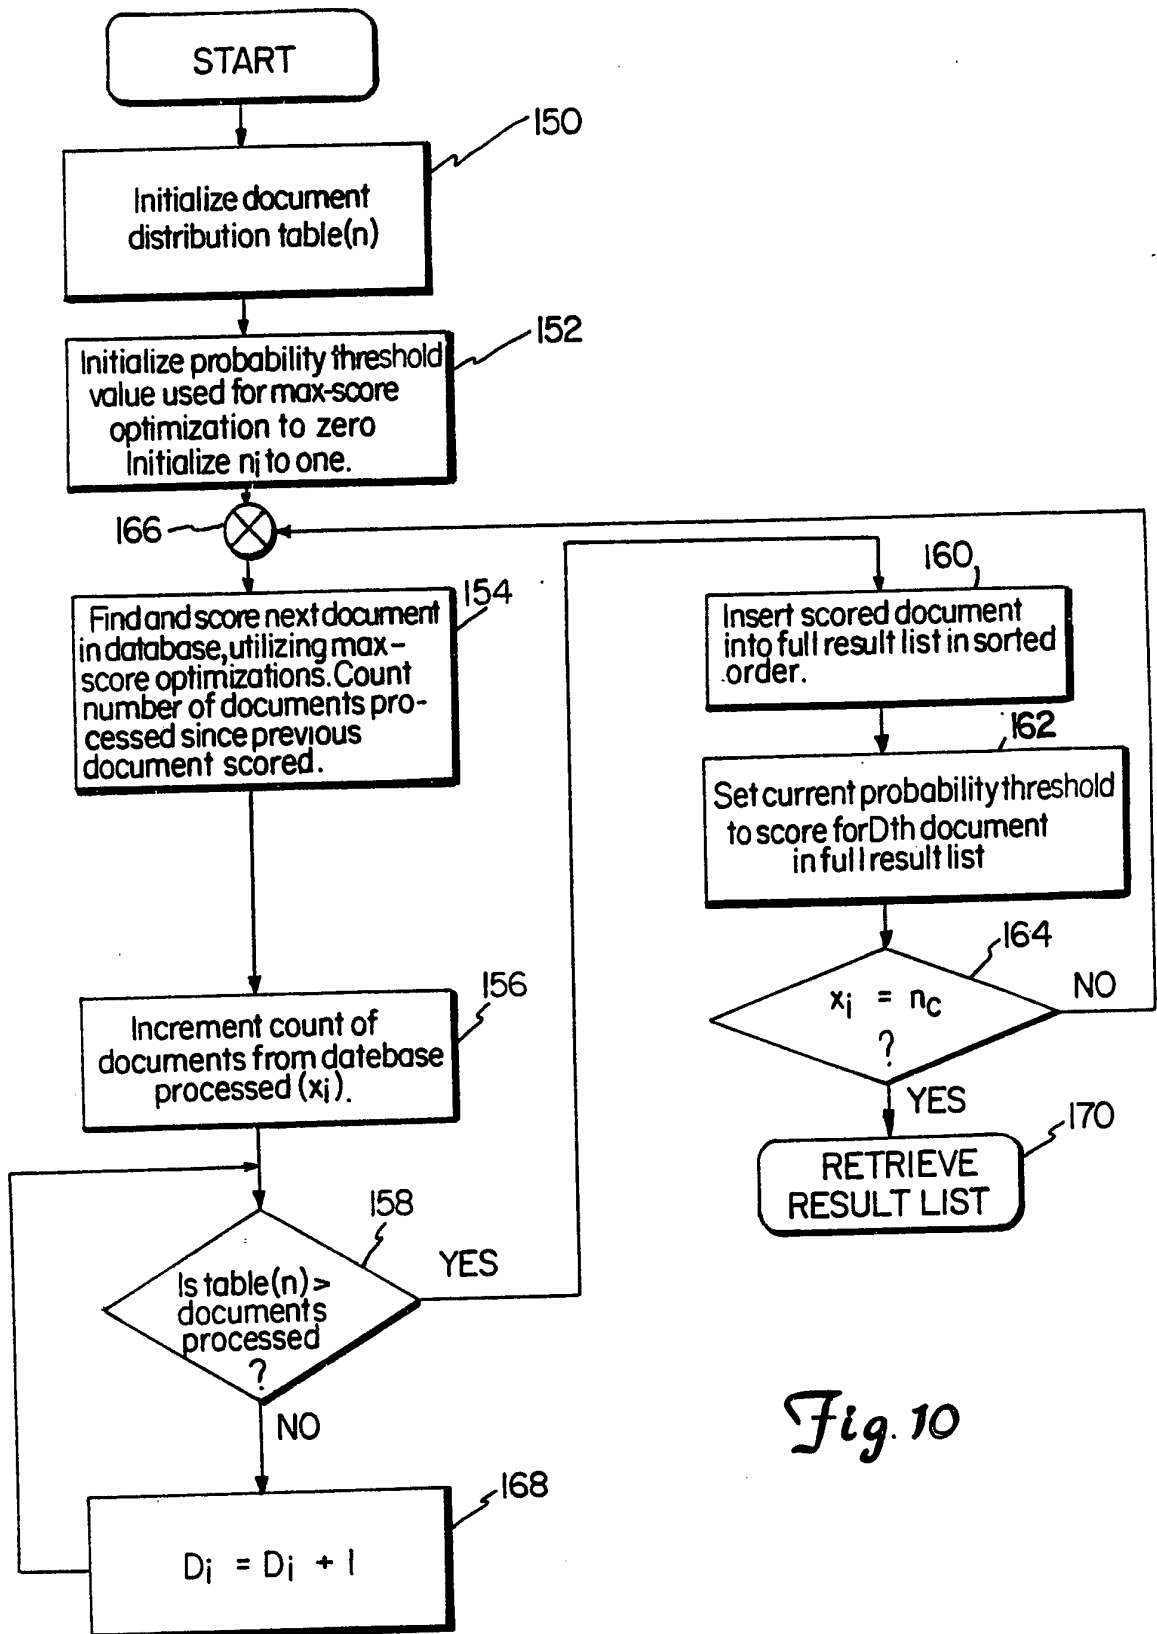 START
150
Initialize document
distribution table(n)
152
Initialize probability threshold
value used for max-score
optimization to zero
Initialize ni to one.
166
154
Find and score next document
in database, utilizing max-
score optimizations. Count
number of documents pro-
cessed since previous
document scored.
156
Increment count of
documents from datebase
processed (xi).
158
Is table(n) >
documents
processed
?
YES
NO
168
Di = Di + 1
160
Insert scored document
into full result list in sorted
order.
162
Set current probability threshold
to score for Dth document
in full result list
164
xi = nc
?
NO
YES
170
RETRIEVE
RESULT LIST
Fig. 10